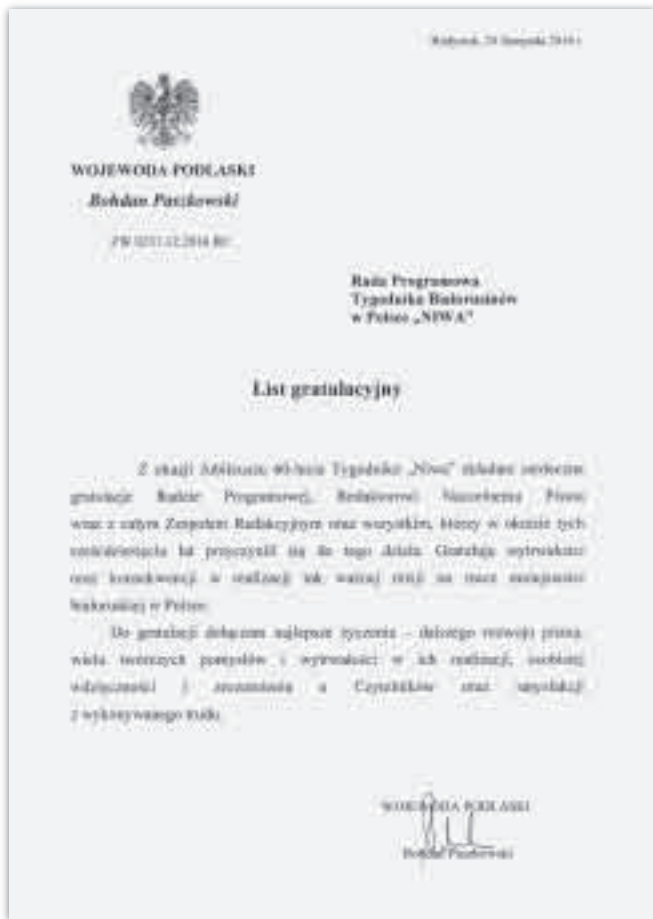 WOJEWODA PODLASKI
Bohdan Paszkowski
Rada Programowa
Tygodnika Białorusinów
w Polsce „NIWA”
List gratulacyjny
Z okazji Jubileuszu 60-lecia Tygodnika „Niwa” składam serdeczne
gratulacje Radzie Programowej, Redaktorowi Naczelnemu Pisma
wraz z całym Zespołem Redakcyjnym oraz wszystkim, którzy w okresie tych
sześćdziesięciu lat przyczynili się do tego dzieła. Gratuluję wytrwałości
oraz konsekwencji w realizacji tak ważnej misji na rzecz mniejszości
białoruskiej w Polsce.
Do gratulacji dołączam najlepsze życzenia – dalszego rozwoju pisma,
wielu twórczych pomysłów i wytrwałości w ich realizacji, osobistej
wdzięczności i zrozumienia u Czytelników oraz satysfakcji
z wykonywanego trudu.
WOJEWODA PODLASKI
Bohdan Paszkowski